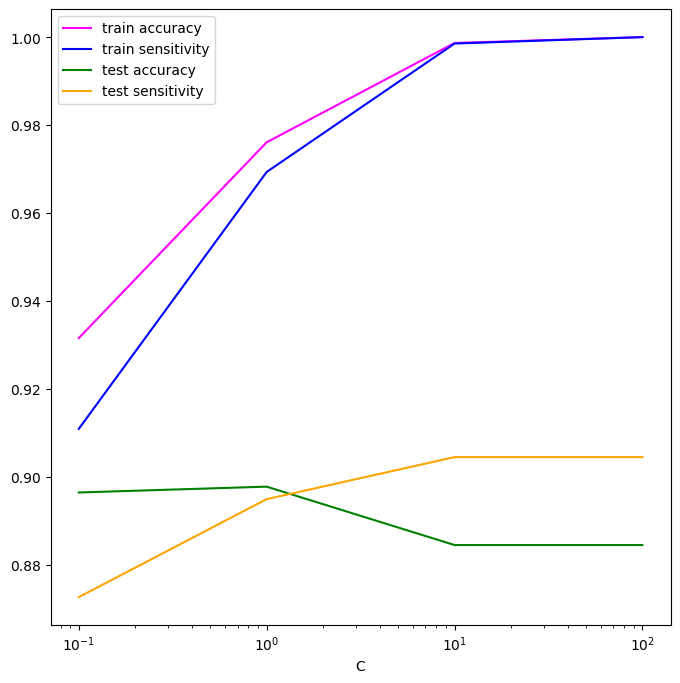 train accuracy
train sensitivity
test accuracy
test sensitivity
1.00
0.98
0.96
0.94
0.92
0.90
0.88
10⁻¹ 10⁰ 10¹ 10²
C